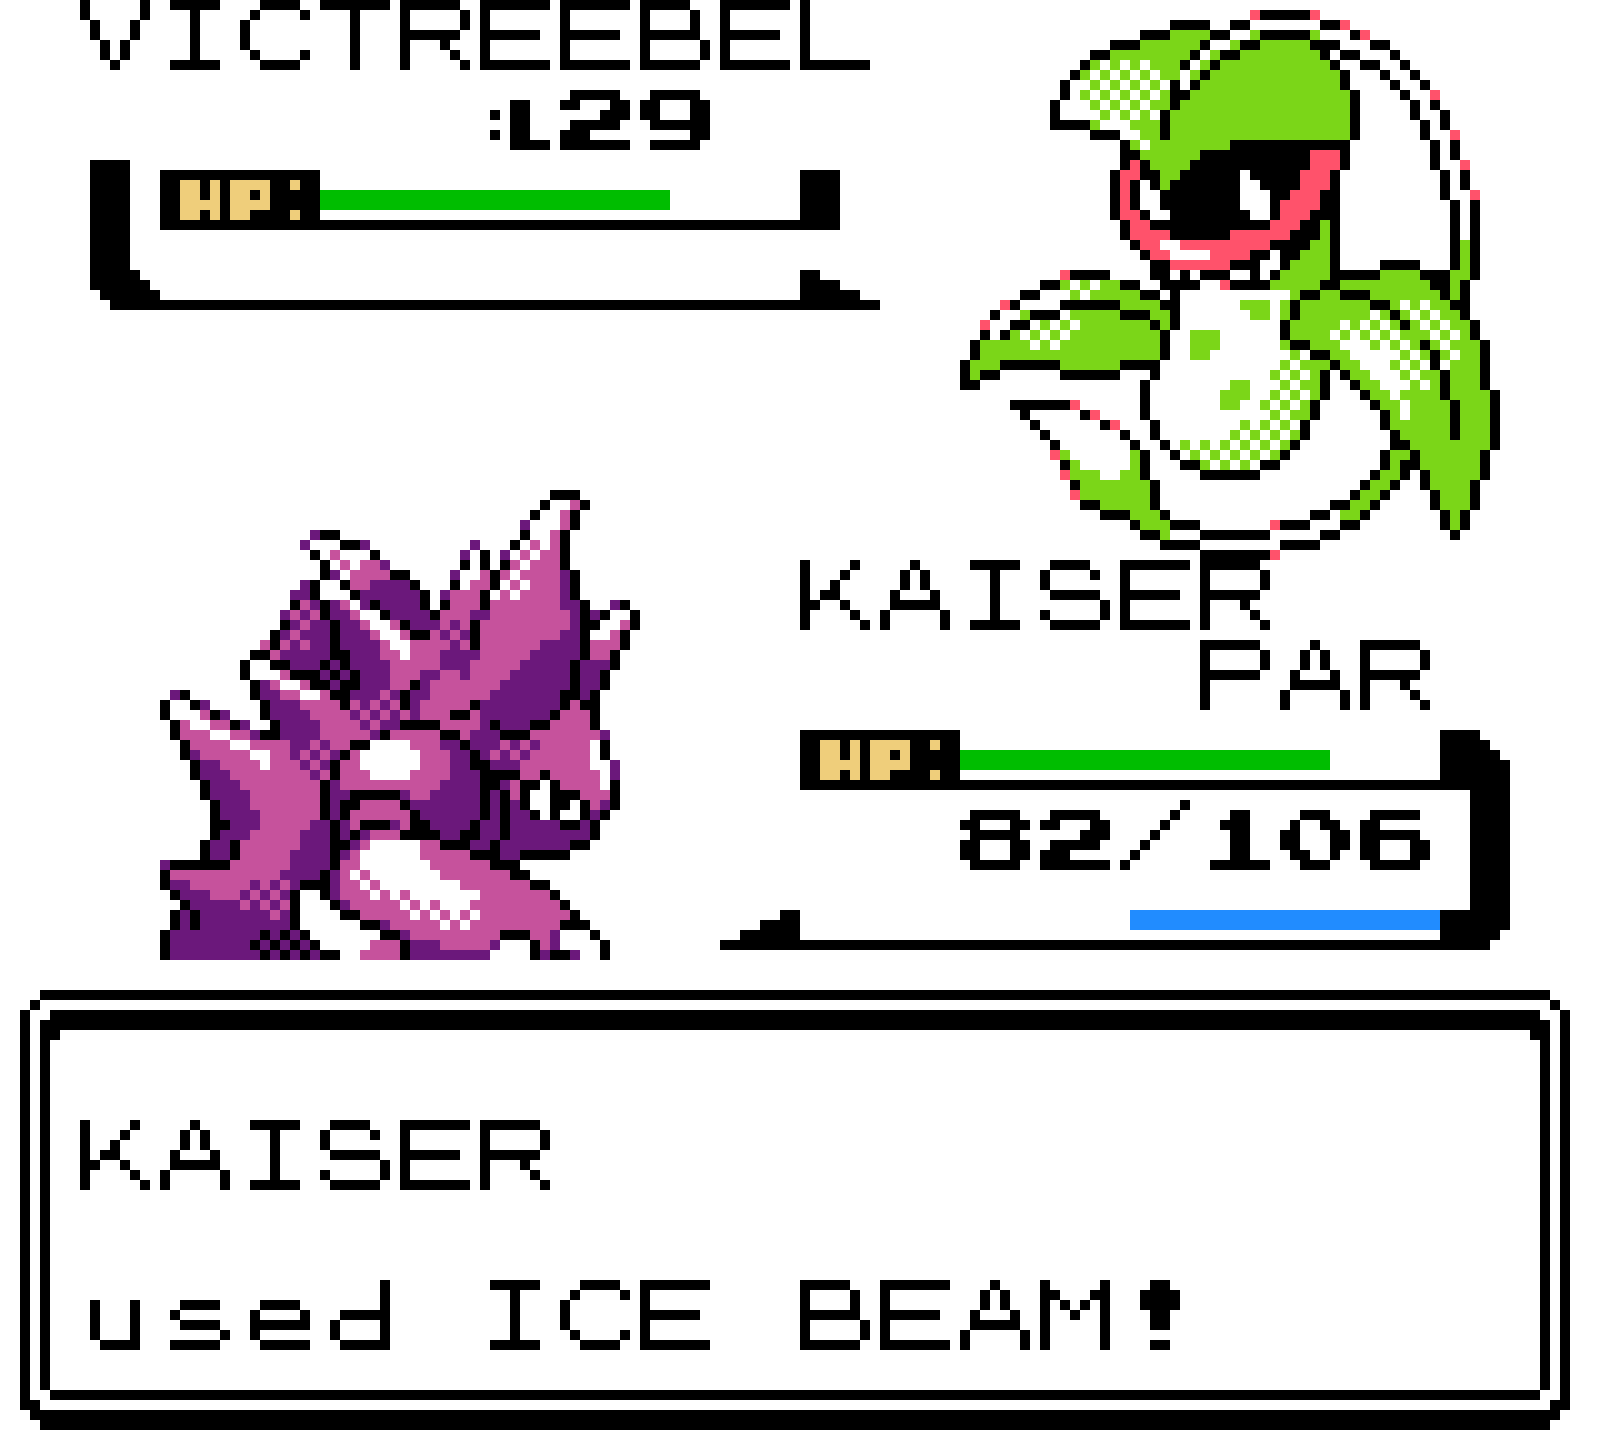 VICTREEBEL
:L29
HP:
KAISER
PAR
HP:
82/106
KAISER
used ICE BEAM!